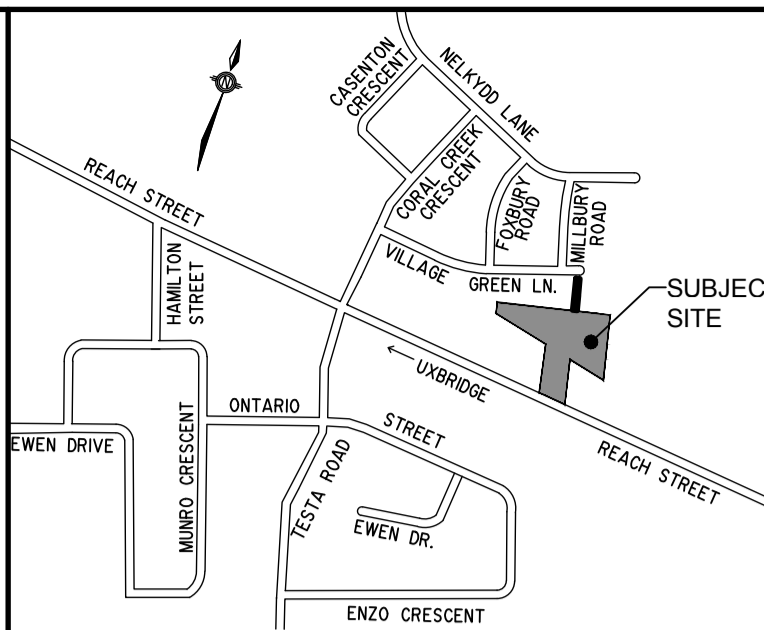 CASENTON
CRESCENT
NELKYDD LANE
N
REACH STREET
CORAL CREEK
CRESCENT
FOXBURY
ROAD
MILLBURY
ROAD
HAMILTON
STREET
VILLAGE
GREEN LN.
SUBJEC
SITE
← UXBRIDGE
ONTARIO
STREET
EWEN DRIVE
MUNRO CRESCENT
TESTA ROAD
EWEN DR.
REACH STREET
ENZO CRESCENT